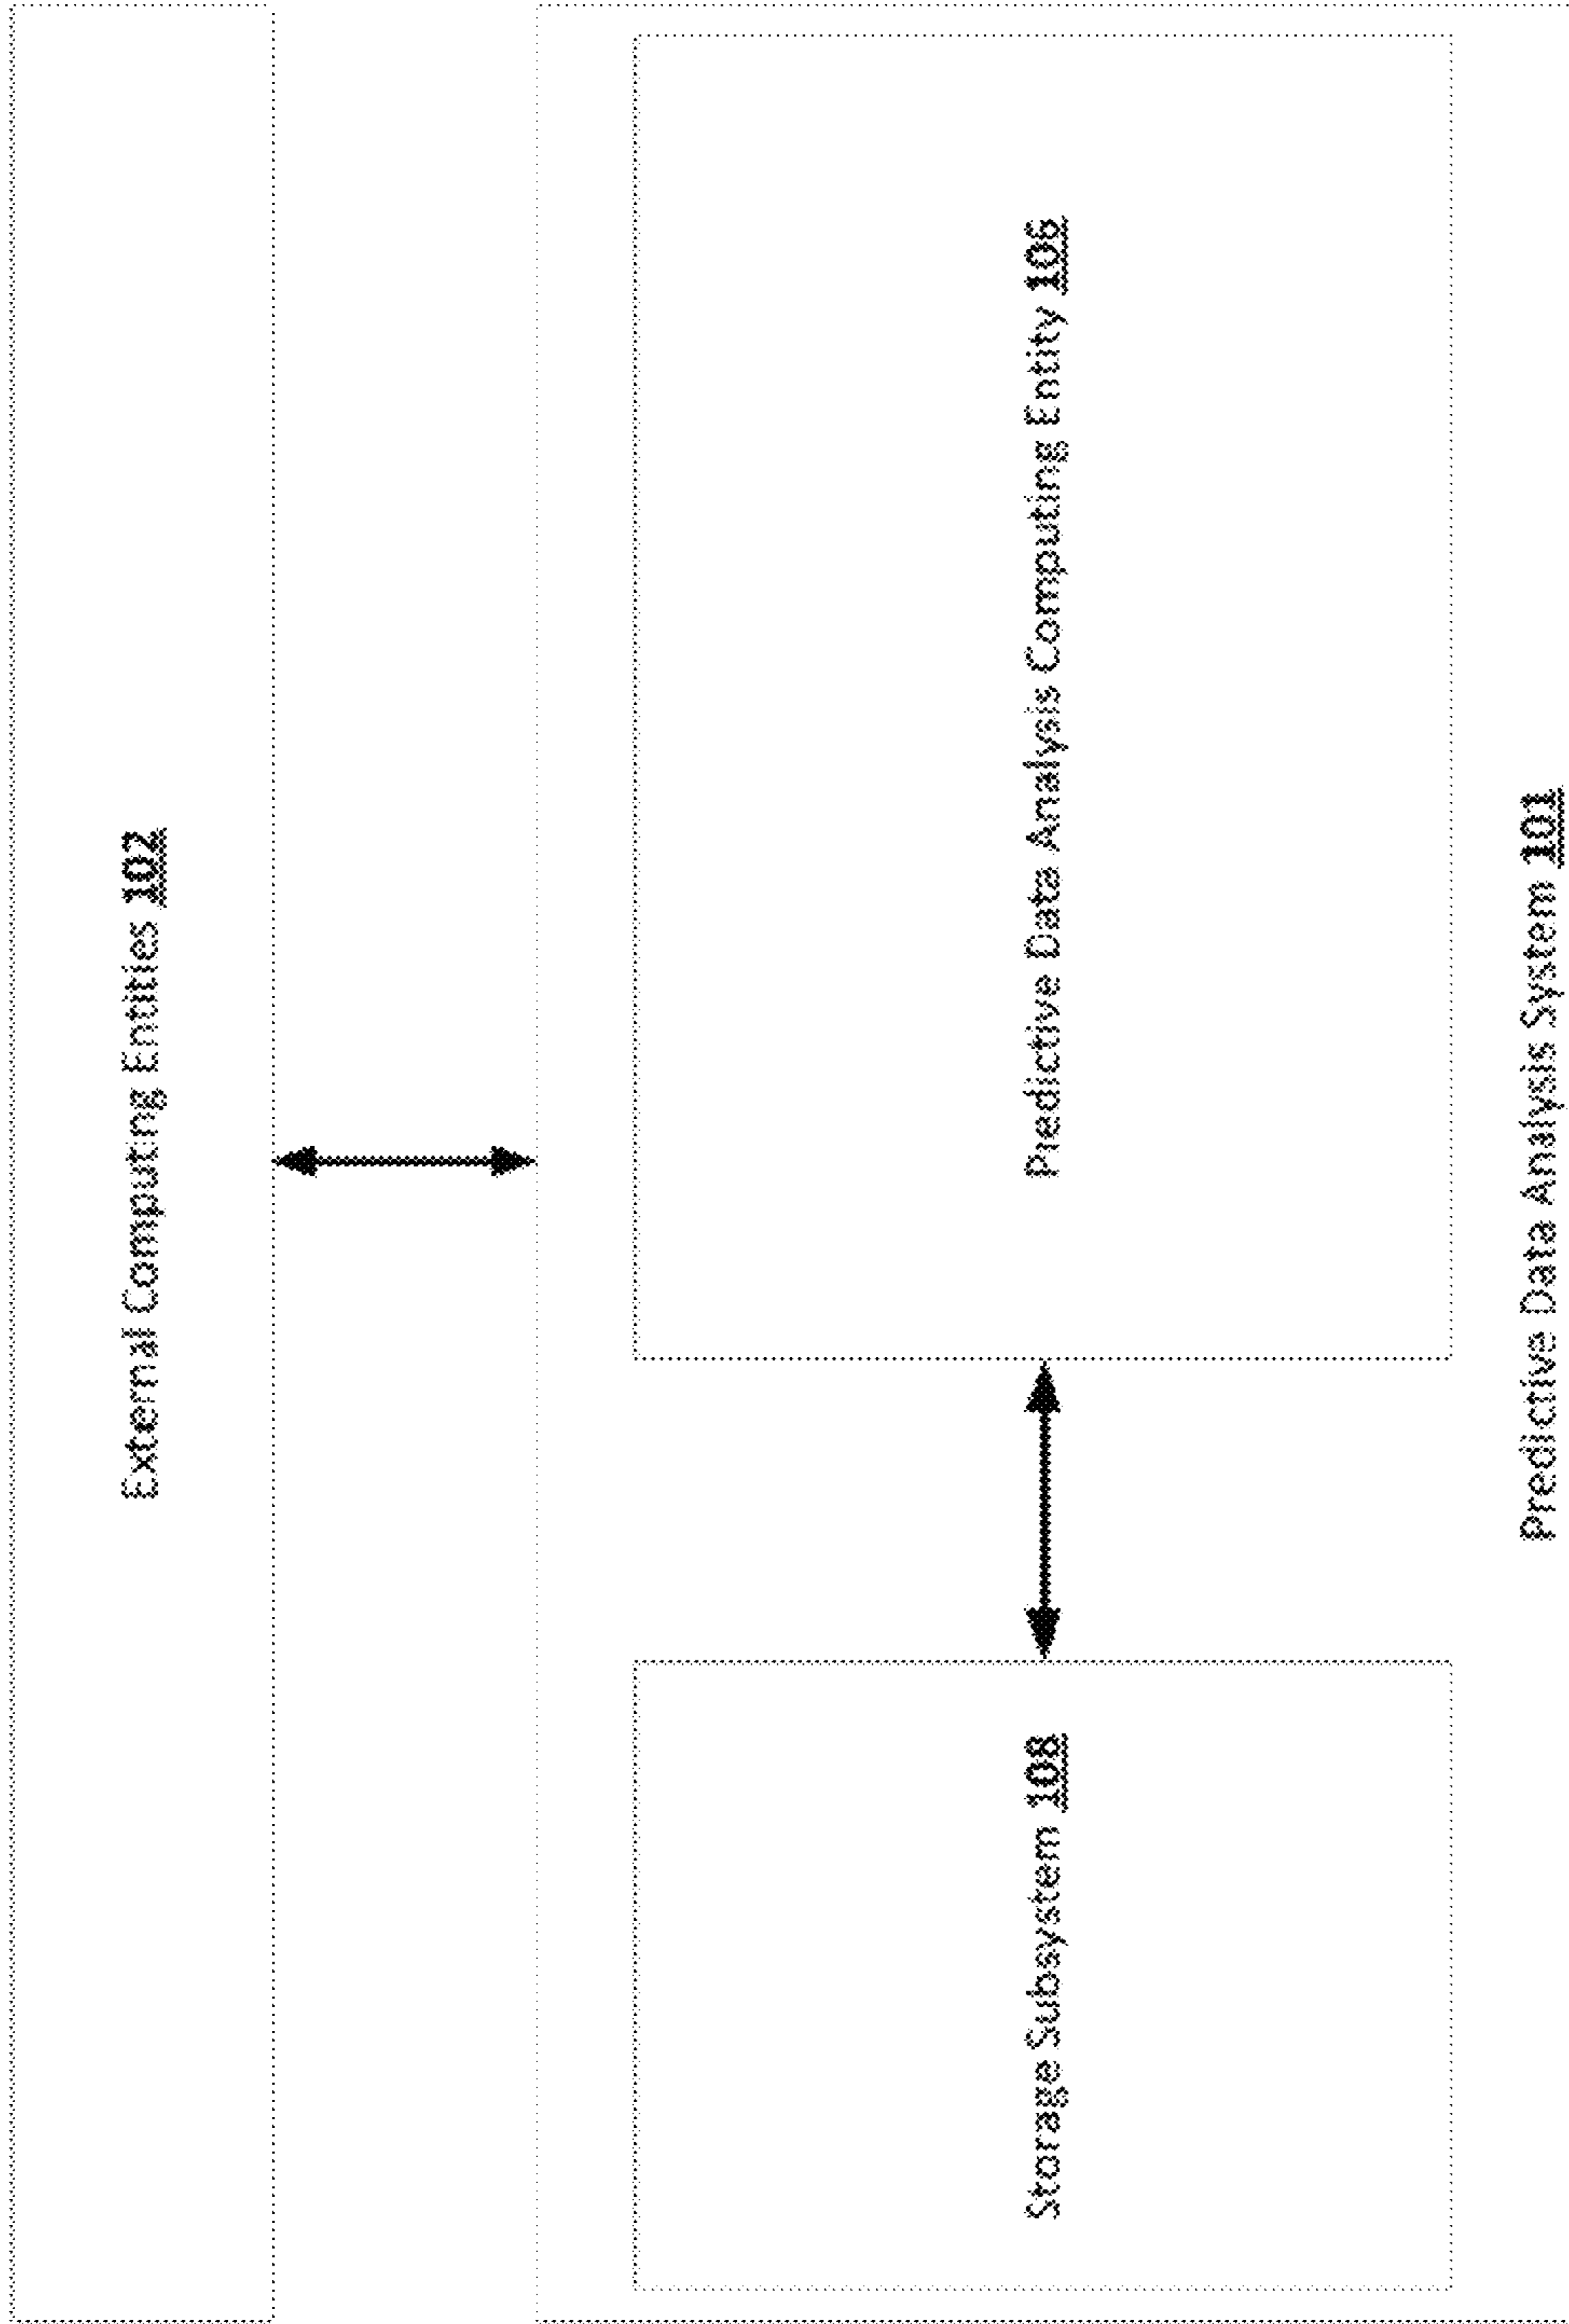 External Computing Entities 102
Storage Subsystem 108
Predictive Data Analysis Computing Entity 106
Predictive Data Analysis System 101